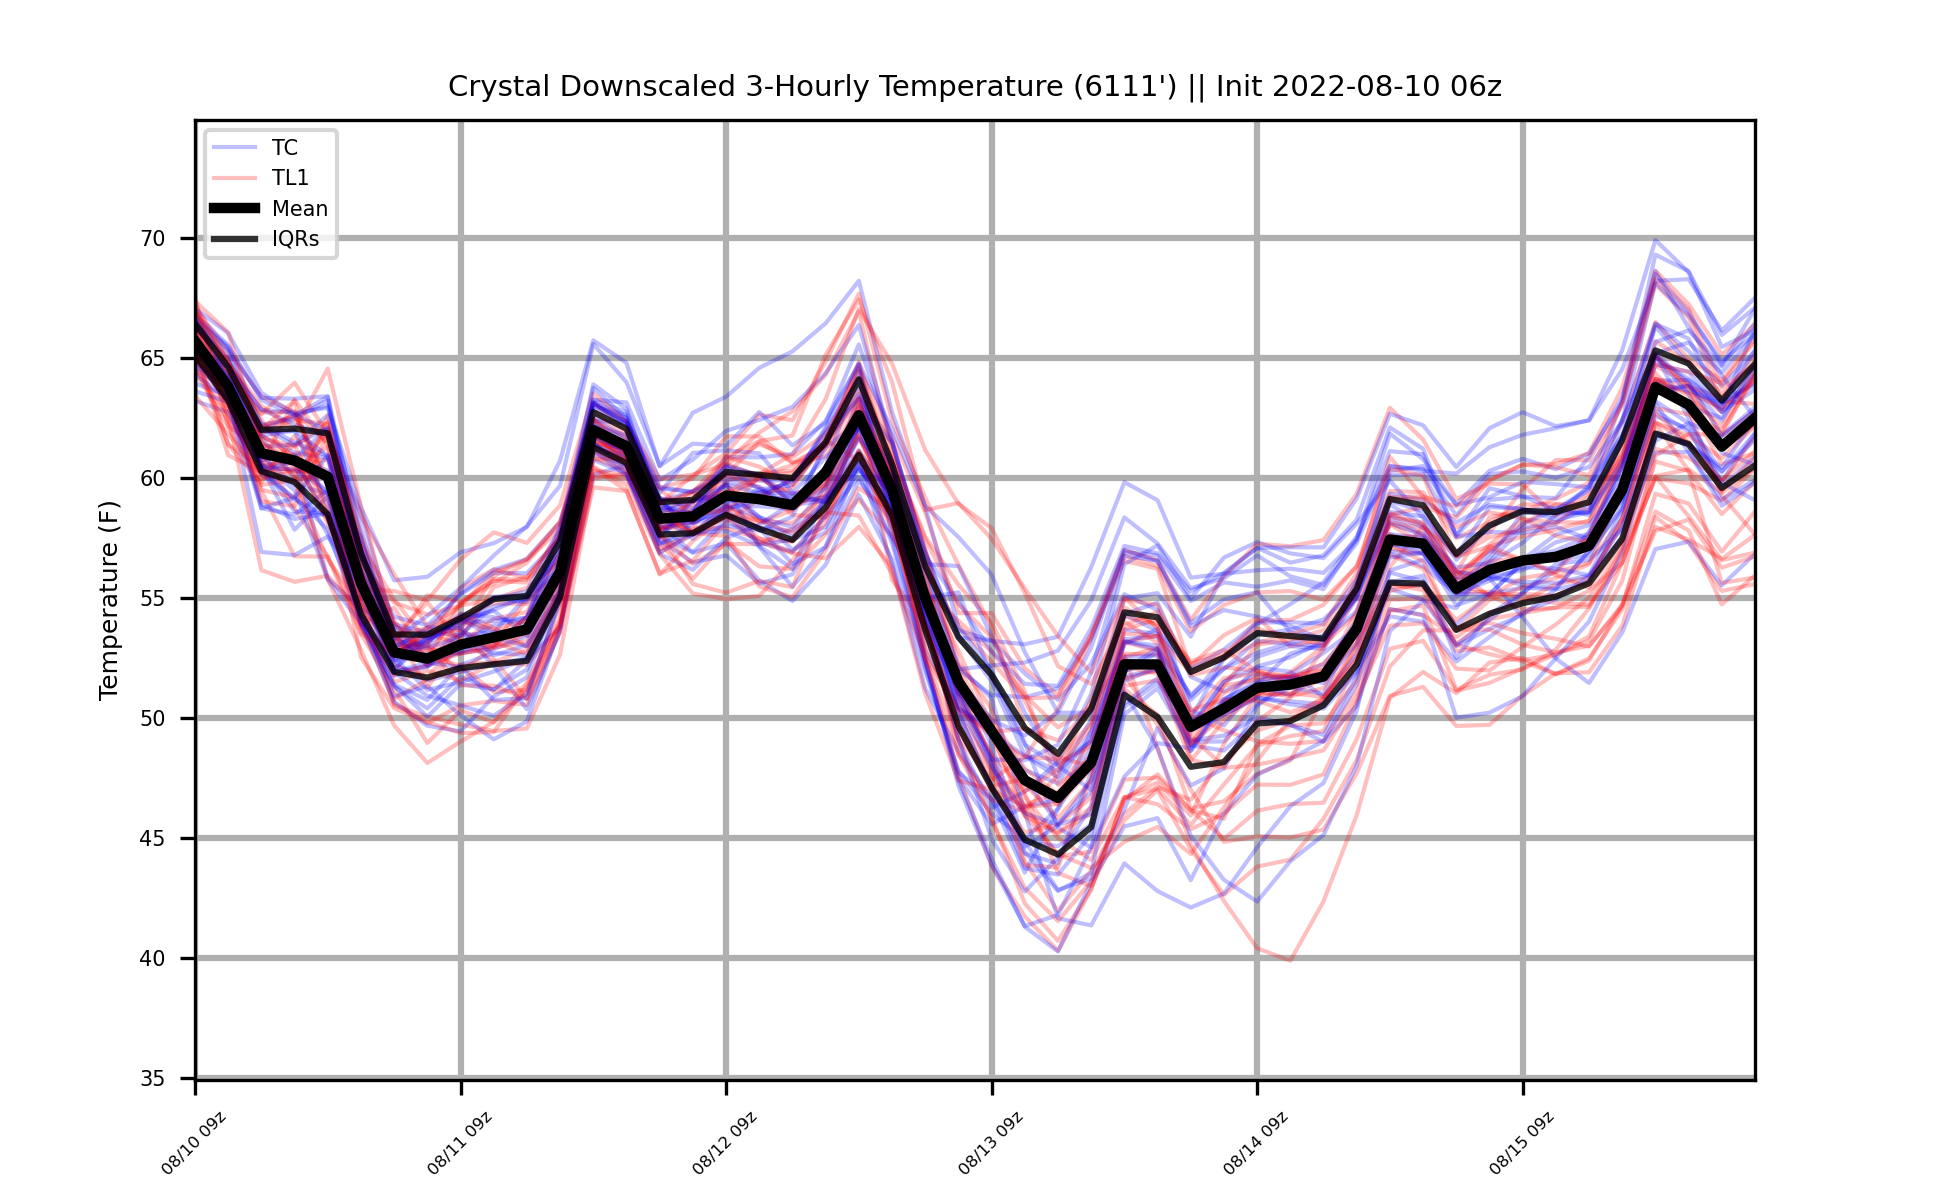 Crystal Downscaled 3-Hourly Temperature (6111') || Init 2022-08-10 06z
TC
TL1
Mean
IQRs
Temperature (F)
70
65
60
55
50
45
40
35
08/10 09z
08/11 09z
08/12 09z
08/13 09z
08/14 09z
08/15 09z